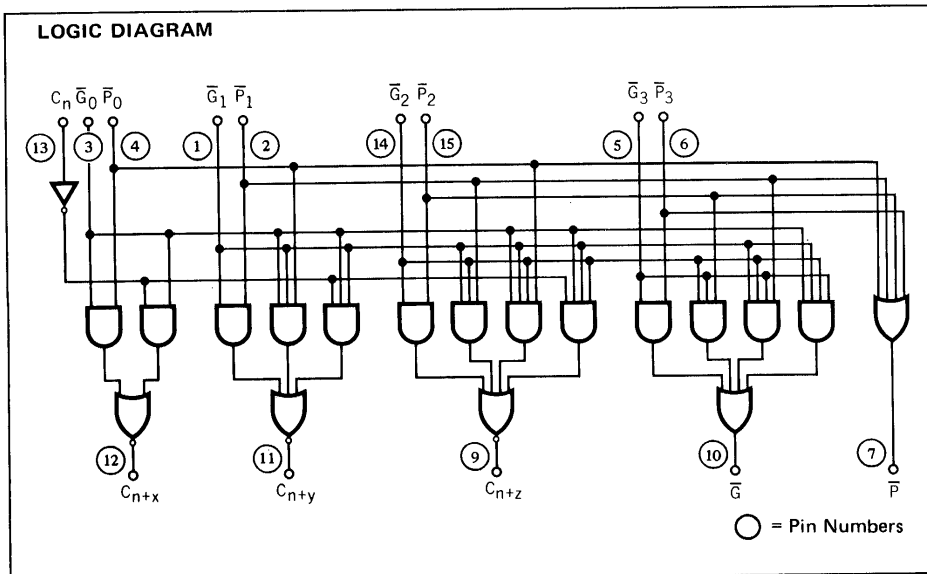 LOGIC DIAGRAM
Cₙ G̅₀ P̅₀ G̅₁ P̅₁ G̅₂ P̅₂ G̅₃ P̅₃
13 3 4 1 2 14 15 5 6
12 11 9 10 7
Cₙ₊ₓ Cₙ₊y Cₙ₊z G̅ P̅
= Pin Numbers